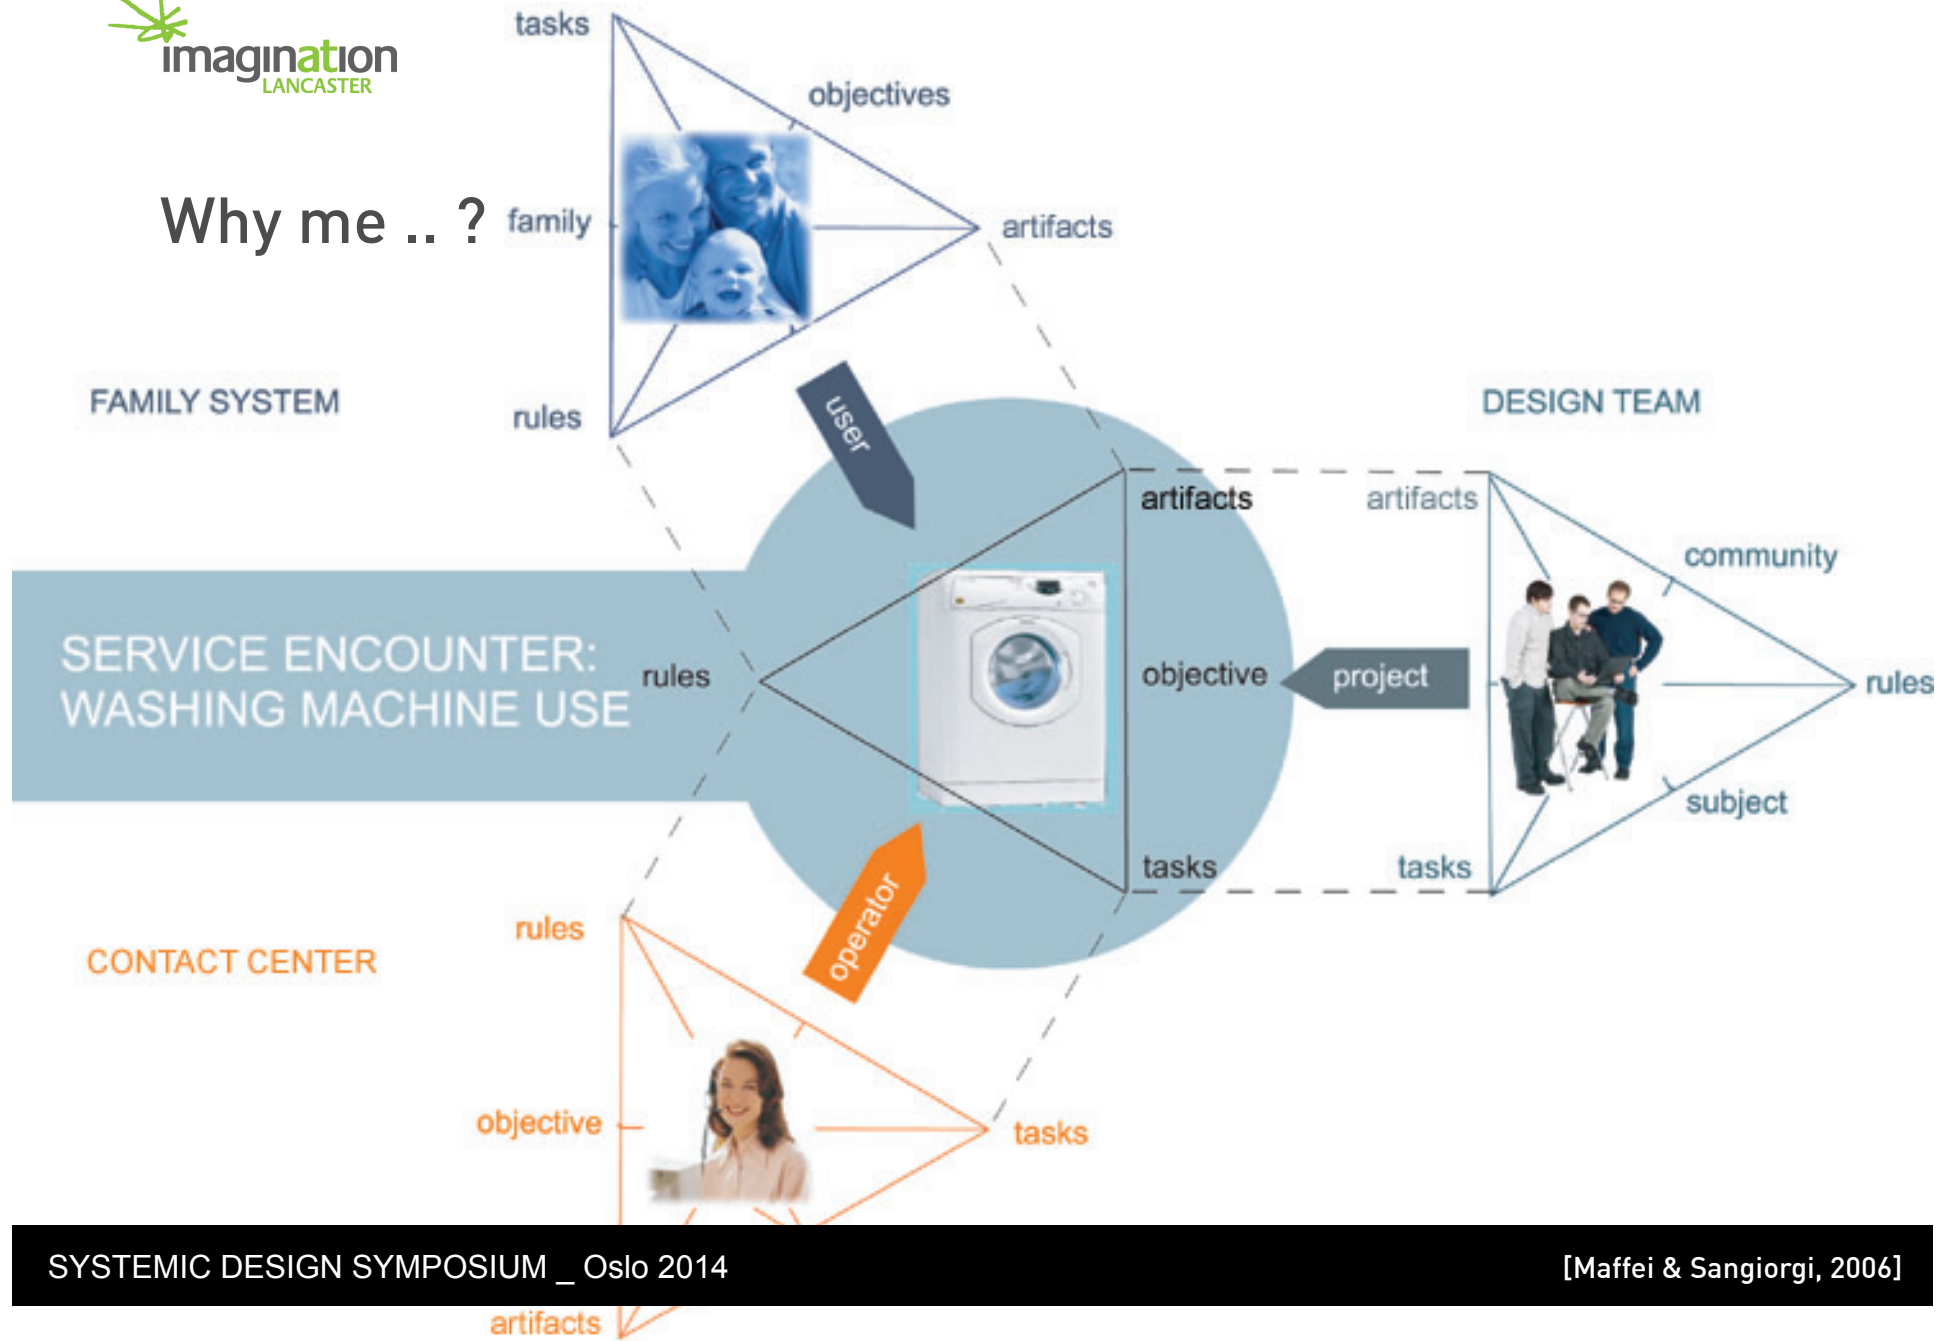 tasks
imagination
LANCASTER
objectives
Why me .. ?
family
artifacts
FAMILY SYSTEM
rules
user
DESIGN TEAM
artifacts
artifacts
community
SERVICE ENCOUNTER:
WASHING MACHINE USE
rules
objective
project
rules
subject
tasks
tasks
operator
rules
CONTACT CENTER
objective
tasks
SYSTEMIC DESIGN SYMPOSIUM _ Oslo 2014
[Maffei & Sangiorgi, 2006]
artifacts